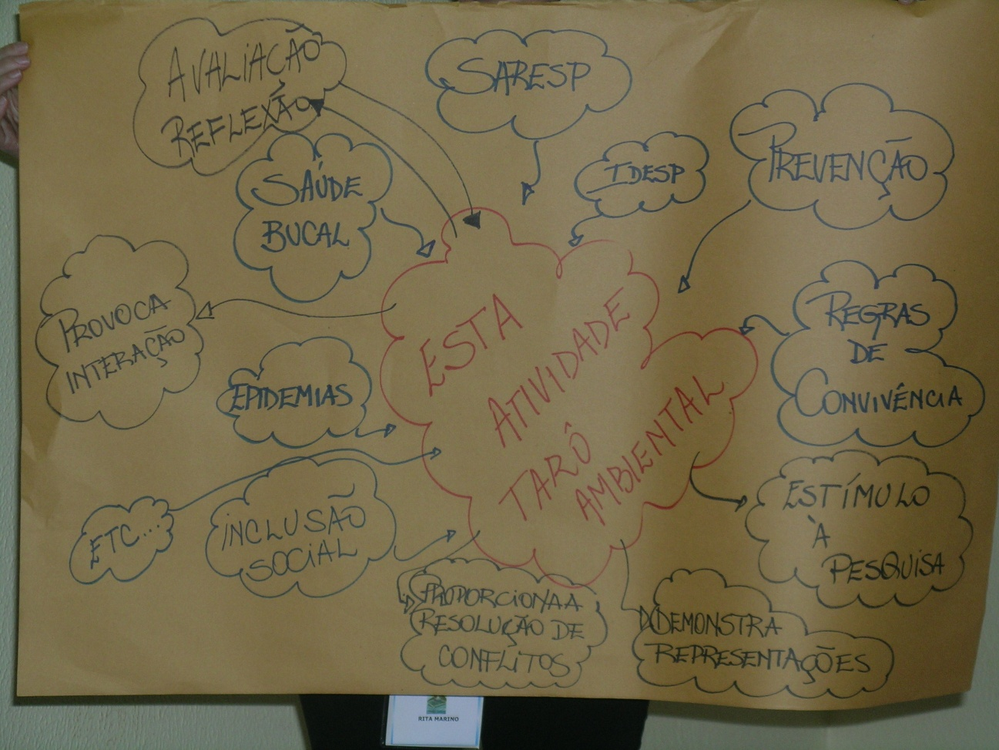 AVALIAÇÃO
REFLEXÃO
SARESP
SAÚDE
BUCAL
IDESP
PREVENÇÃO
PROVOCA
INTERAÇÃO
REGRAS
DE
CONVIVÊNCIA
ESTA
ATIVIDADE
TARÔ
AMBIENTAL
EPIDEMIAS
ETC...
INCLUSÃO
SOCIAL
ESTÍMULO
À
PESQUISA
PROPORCIONA A
RESOLUÇÃO DE
CONFLITOS
DEMONSTRA
REPRESENTAÇÕES
RITA MARINO